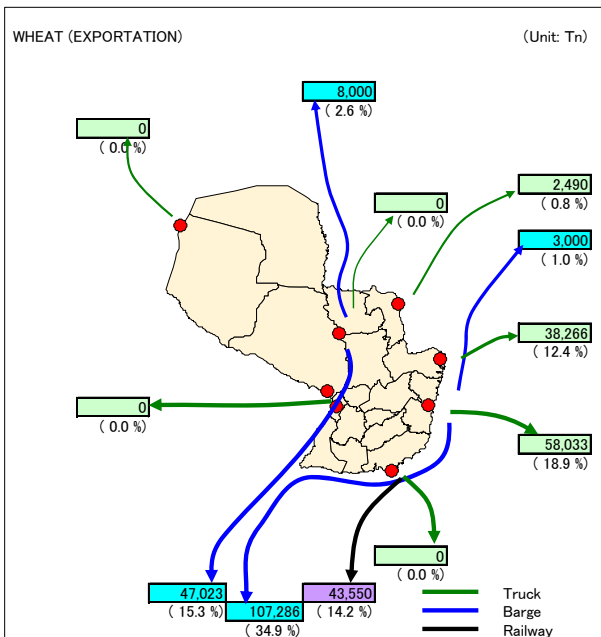 WHEAT (EXPORTATION) (Unit: Tn)
8,000
( 2.6 %)
0
( 0.0 %)
2,490
( 0.8 %)
0
( 0.0 %)
3,000
( 1.0 %)
38,266
( 12.4 %)
0
( 0.0 %)
58,033
( 18.9 %)
0
( 0.0 %)
47,023
( 15.3 %)
107,286
( 34.9 %)
43,550
( 14.2 %)
Truck
Barge
Railway